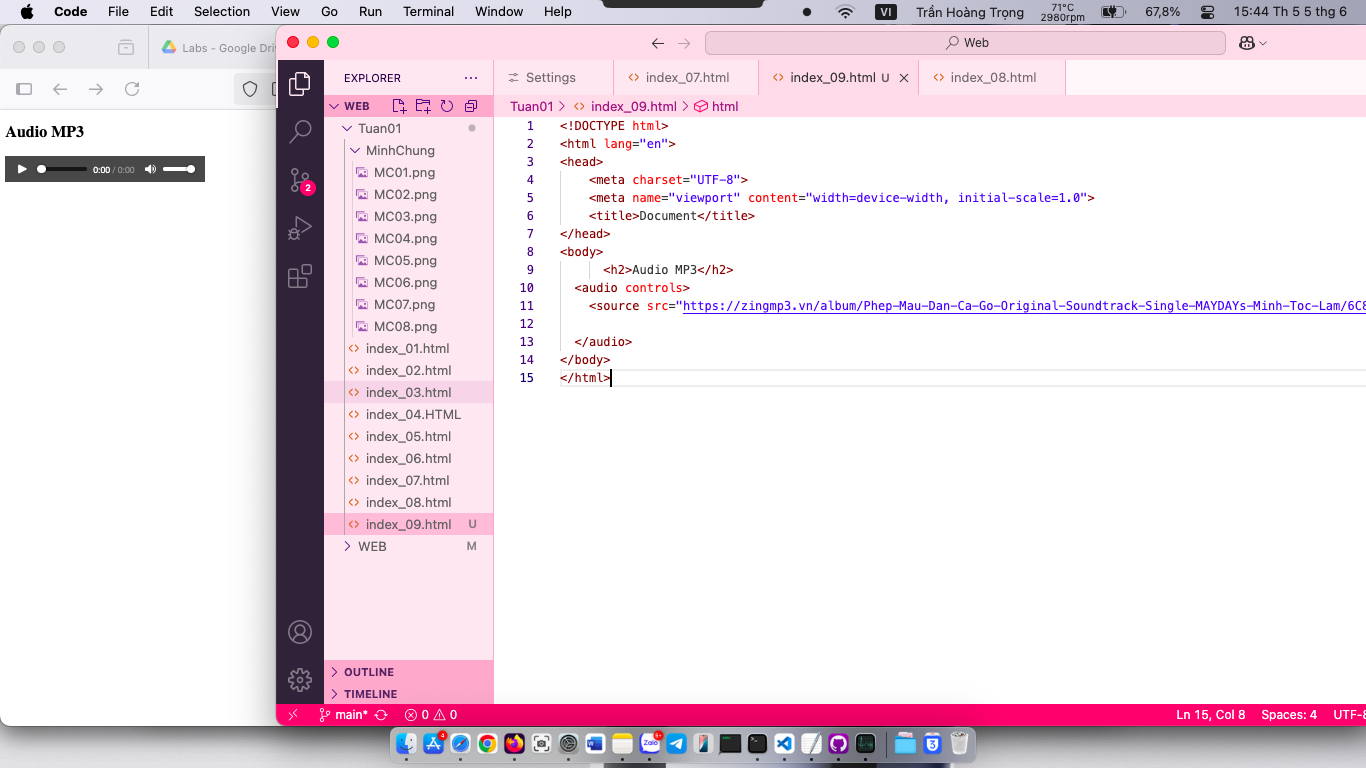 Code File Edit Selection View Go Run Terminal Window Help VI Trần Hoàng Trọng 71°C 2980rpm 67,8% 15:44 Th 5 5 thg 6
Labs - Google Dri
Web
Audio MP3
0:00 / 0:00
EXPLORER
Settings index_07.html index_09.html U index_08.html
WEB
Tuan01 index_09.html html
Tuan01
MinhChung
MC01.png
MC02.png
MC03.png
MC04.png
MC05.png
MC06.png
MC07.png
MC08.png
index_01.html
index_02.html
index_03.html
index_04.HTML
index_05.html
index_06.html
index_07.html
index_08.html
index_09.html U
WEB M
2
OUTLINE
TIMELINE
1 <!DOCTYPE html>
2 <html lang="en">
3 <head>
4 <meta charset="UTF-8">
5 <meta name="viewport" content="width=device-width, initial-scale=1.0">
6 <title>Document</title>
7 </head>
8 <body>
9 <h2>Audio MP3</h2>
10 <audio controls>
11 <source src="https://zingmp3.vn/album/Phep-Mau-Dan-Ca-Go-Original-Soundtrack-Single-MAYDAYs-Minh-Toc-Lam/6C8
12
13 </audio>
14 </body>
15 </html>
main* 0 0 Ln 15, Col 8 Spaces: 4 UTF-8
4
Zalo
3